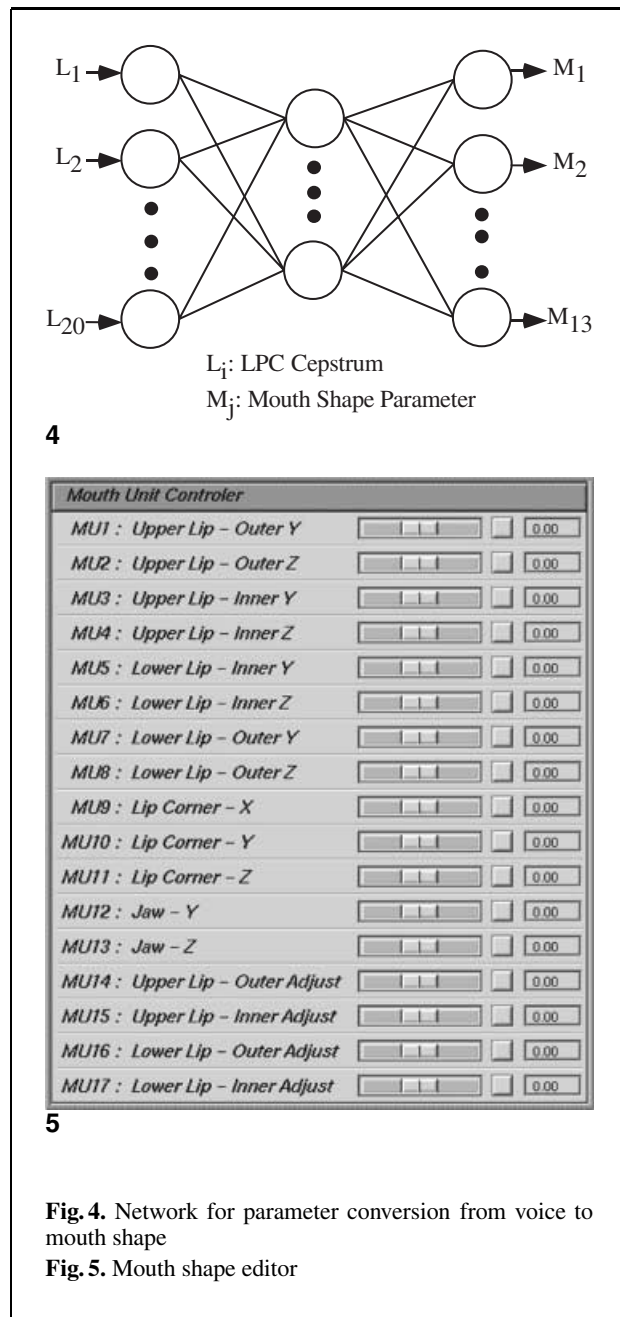 L1 M1
L2 M2
L20 M13
Li: LPC Cepstrum
Mj: Mouth Shape Parameter
4
Mouth Unit Controler
MU1 : Upper Lip – Outer Y 0.00
MU2 : Upper Lip – Outer Z 0.00
MU3 : Upper Lip – Inner Y 0.00
MU4 : Upper Lip – Inner Z 0.00
MU5 : Lower Lip – Inner Y 0.00
MU6 : Lower Lip – Inner Z 0.00
MU7 : Lower Lip – Outer Y 0.00
MU8 : Lower Lip – Outer Z 0.00
MU9 : Lip Corner – X 0.00
MU10 : Lip Corner – Y 0.00
MU11 : Lip Corner – Z 0.00
MU12 : Jaw – Y 0.00
MU13 : Jaw – Z 0.00
MU14 : Upper Lip – Outer Adjust 0.00
MU15 : Upper Lip – Inner Adjust 0.00
MU16 : Lower Lip – Outer Adjust 0.00
MU17 : Lower Lip – Inner Adjust 0.00
5
Fig. 4. Network for parameter conversion from voice to
mouth shape
Fig. 5. Mouth shape editor